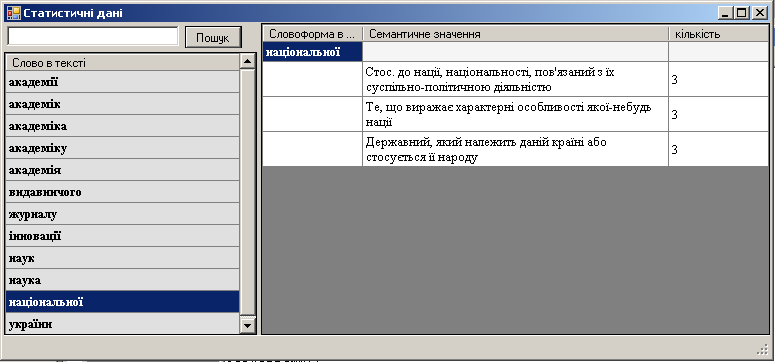 Статистичні дані
Пошук
Слово в тексті
академії
академік
академіка
академіку
академія
видавничого
журналу
інновації
наук
наука
національної
україни
Словоформа в ...
Семантичне значення
кількість
національної
Стос. до нації, національності, пов'язаний з їх
суспільно-політичною діяльністю
3
Те, що виражає характерні особливості якої-небудь
нації
3
Державний, який належить даній країні або
стосується її народу
3